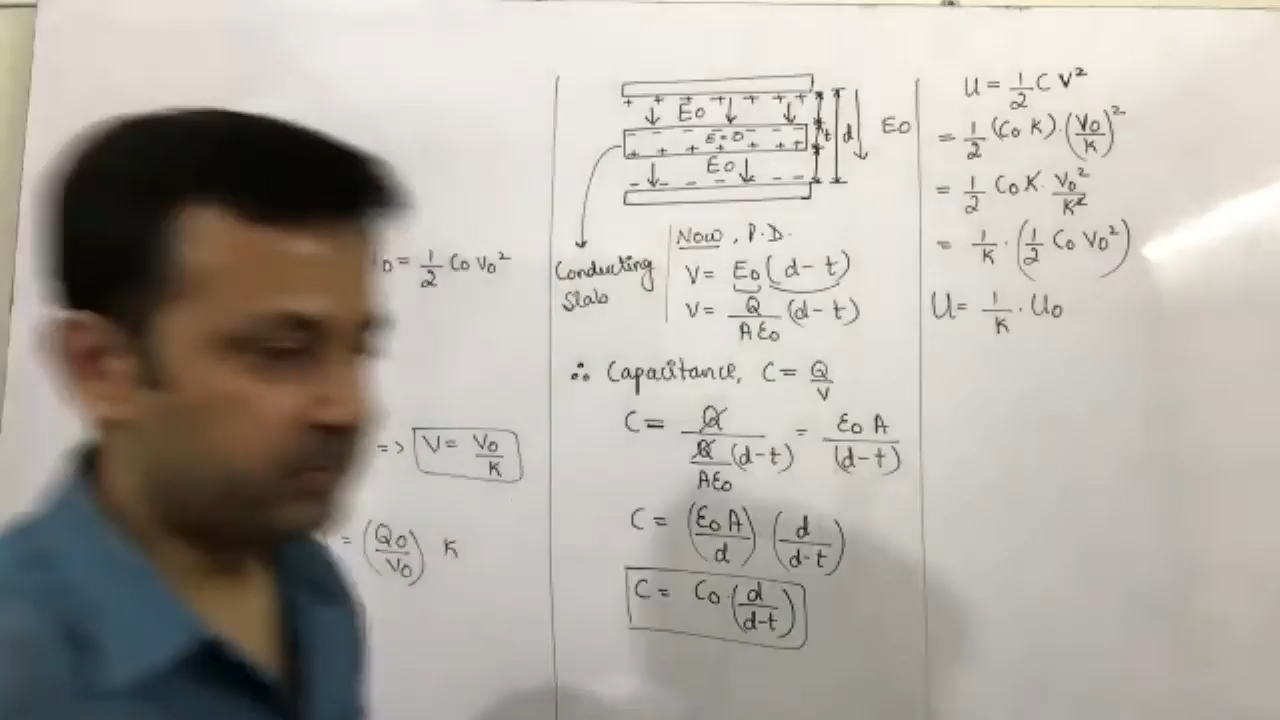 = 1/2 C₀ V₀²
=> V = V₀/K
= (Q₀/V₀) K
+ + + + + + +
E₀
E₀
- - - - - - -
E=0
+ + + + + +
E₀
- - - - - -
t
d
Conducting
Slab
Now, P.D.
V = E₀(d-t)
V = Q/Aε₀ (d-t)
∴ Capacitance, C = Q/V
C = Q/(Q/Aε₀ (d-t)) = ε₀A/(d-t)
C = (ε₀A/d) (d/d-t)
C = C₀·(d/d-t)
U = 1/2 C V²
= 1/2 (C₀ K)·(V₀/K)²
= 1/2 C₀ K · V₀²/K²
= 1/K · (1/2 C₀ V₀²)
U = 1/K · U₀